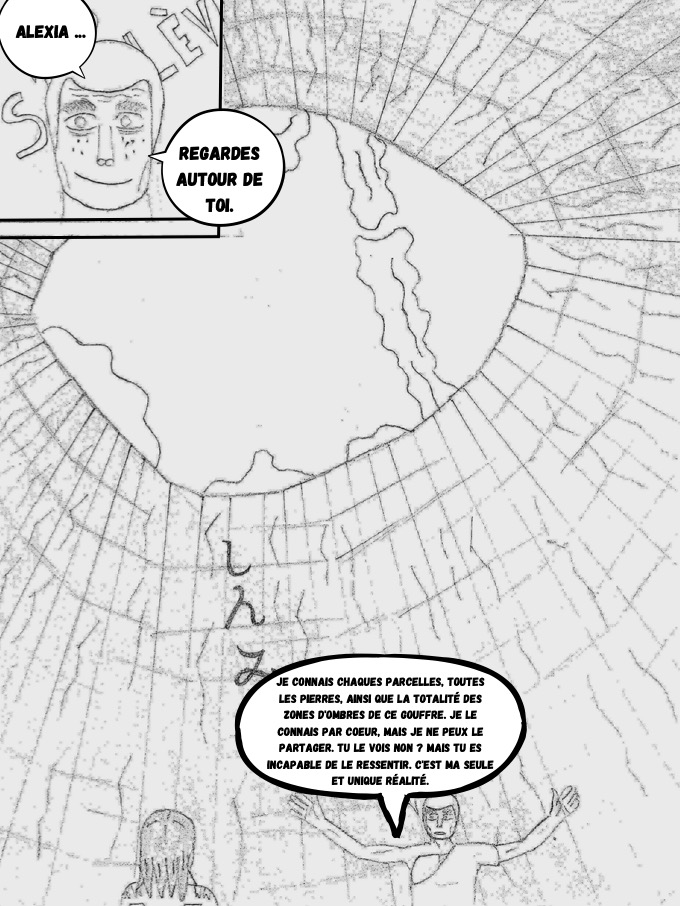 ALEXIA ...
S LÈV
REGARDES
AUTOUR DE
TOI.
しんみ
JE CONNAIS CHAQUES PARCELLES, TOUTES
LES PIERRES, AINSI QUE LA TOTALITÉ DES
ZONES D'OMBRES DE CE GOUFFRE. JE LE
CONNAIS PAR COEUR, MAIS JE NE PEUX LE
PARTAGER. TU LE VOIS NON ? MAIS TU ES
INCAPABLE DE LE RESSENTIR. C'EST MA SEULE
ET UNIQUE RÉALITÉ.